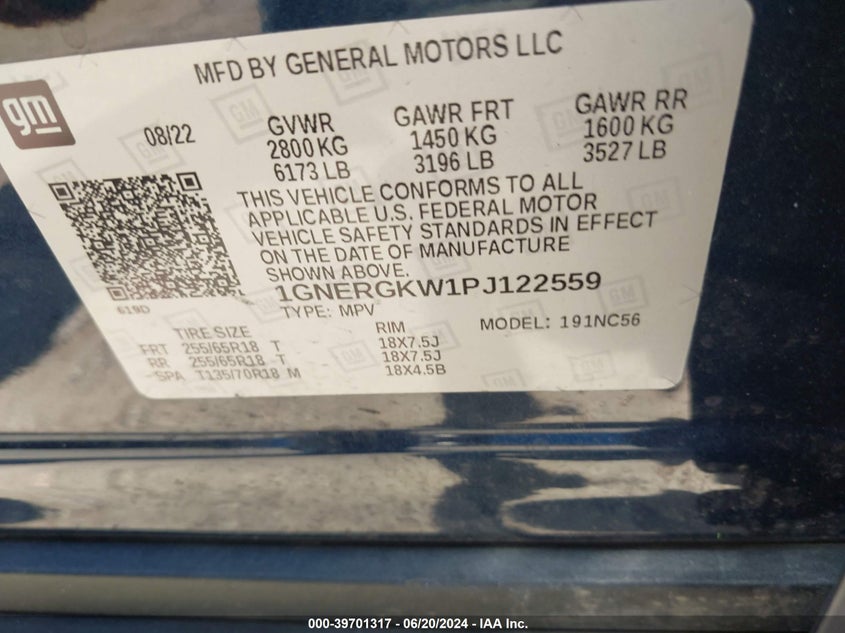 MFD BY GENERAL MOTORS LLC
gm
08/22
GVWR
2800 KG
6173 LB
GAWR FRT
1450 KG
3196 LB
GAWR RR
1600 KG
3527 LB
THIS VEHICLE CONFORMS TO ALL
APPLICABLE U.S. FEDERAL MOTOR
VEHICLE SAFETY STANDARDS IN EFFECT
ON THE DATE OF MANUFACTURE
SHOWN ABOVE.
619D
1GNERGKW1PJ122559
TYPE: MPV
MODEL: 191NC56
TIRE SIZE RIM
FRT 255/65R18 T 18X7.5J
RR 255/65R18 T 18X7.5J
SPA T135/70R18 M 18X4.5B
000-39701317 - 06/20/2024 - IAA Inc.